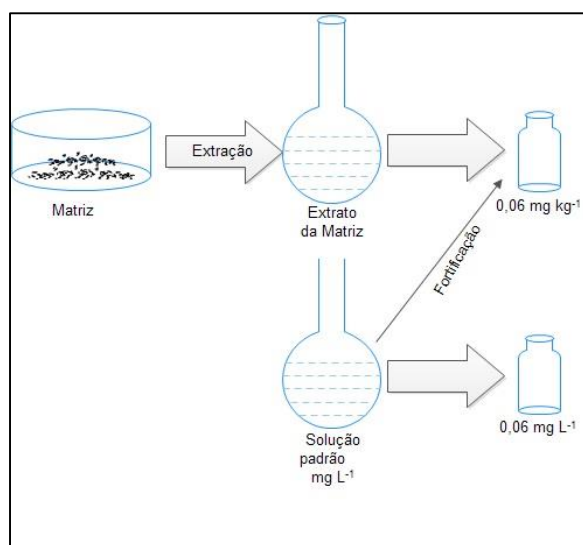 Extração
Matriz
Extrato
da Matriz
0,06 mg kg⁻¹
Fortificação
Solução
padrão
mg L⁻¹
0,06 mg L⁻¹